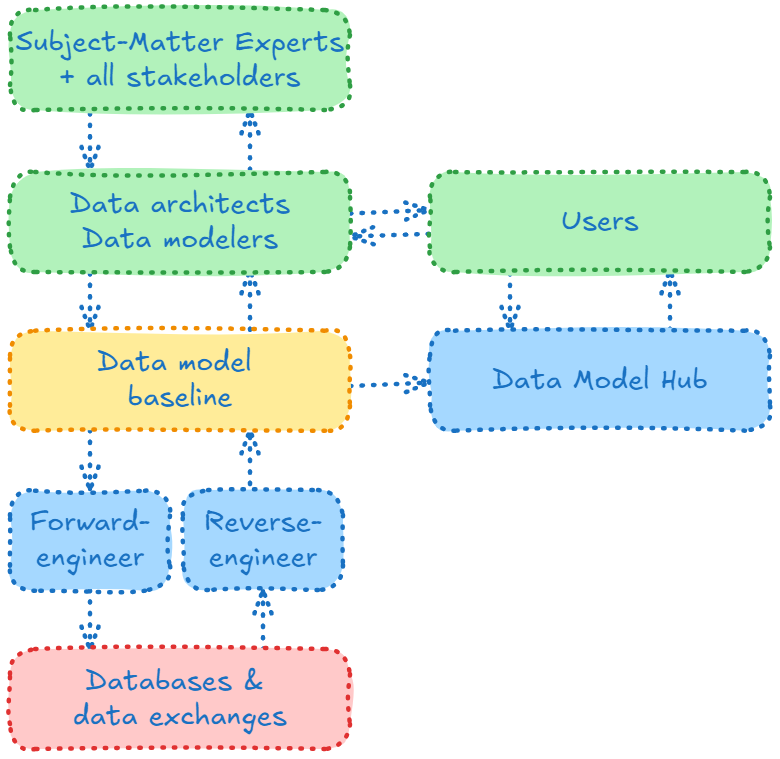 Subject-Matter Experts
+ all stakeholders
Data architects
Data modelers
Users
Data model
baseline
Data Model Hub
Forward-
engineer
Reverse-
engineer
Databases &
data exchanges